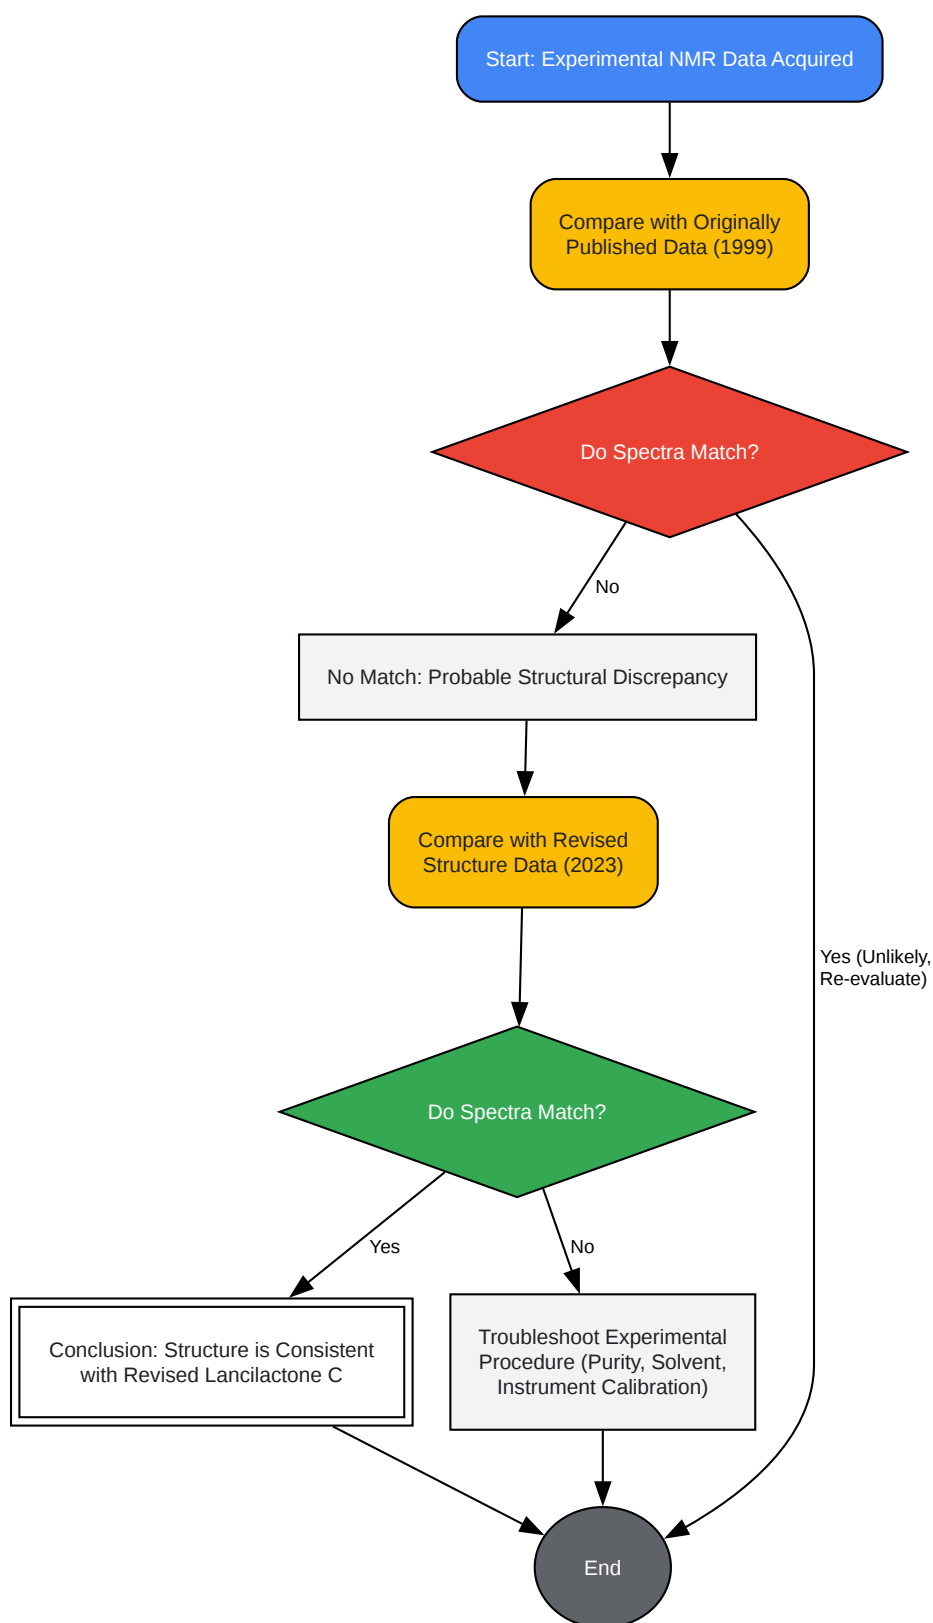 Start: Experimental NMR Data Acquired
Compare with Originally
Published Data (1999)
Do Spectra Match?
No
No Match: Probable Structural Discrepancy
Compare with Revised
Structure Data (2023)
Yes (Unlikely,
Re-evaluate)
Do Spectra Match?
Yes
No
Conclusion: Structure is Consistent
with Revised Lancilactone C
Troubleshoot Experimental
Procedure (Purity, Solvent,
Instrument Calibration)
End